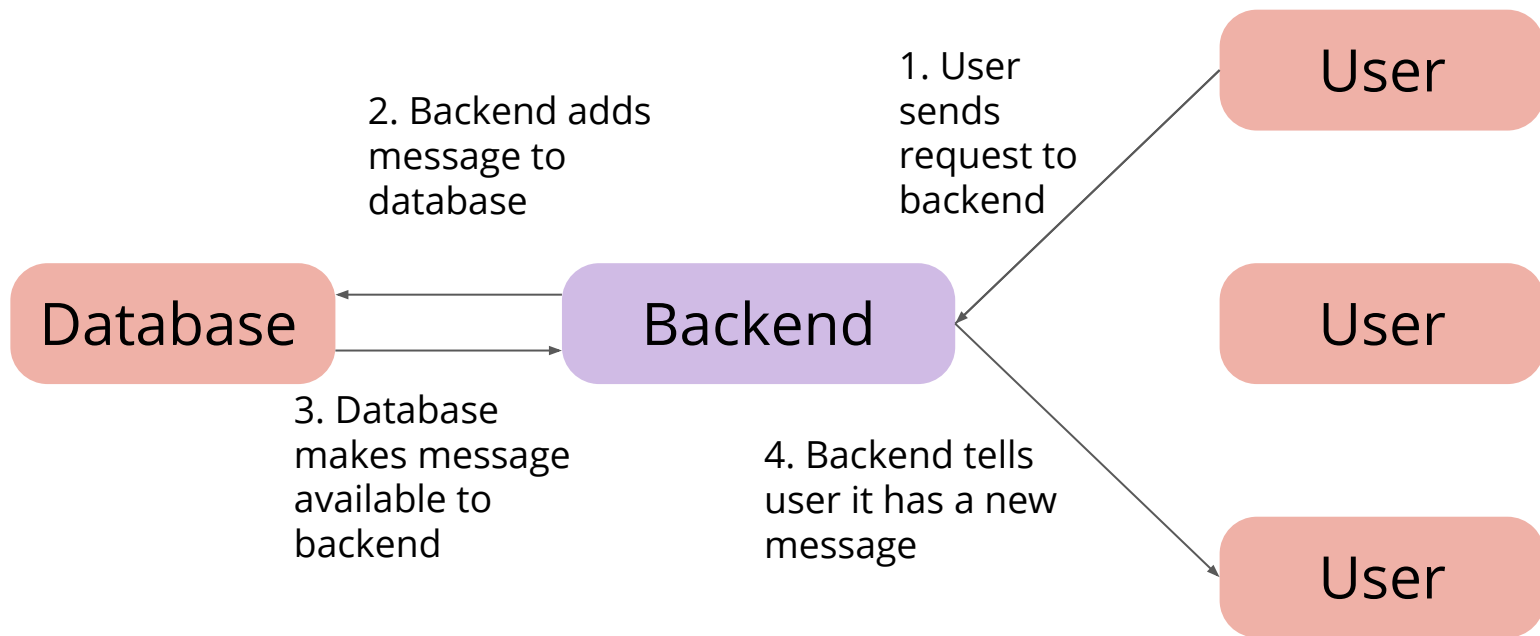 1. User
sends
request to
backend
User
2. Backend adds
message to
database
Database
Backend
User
3. Database
makes message
available to
backend
4. Backend tells
user it has a new
message
User